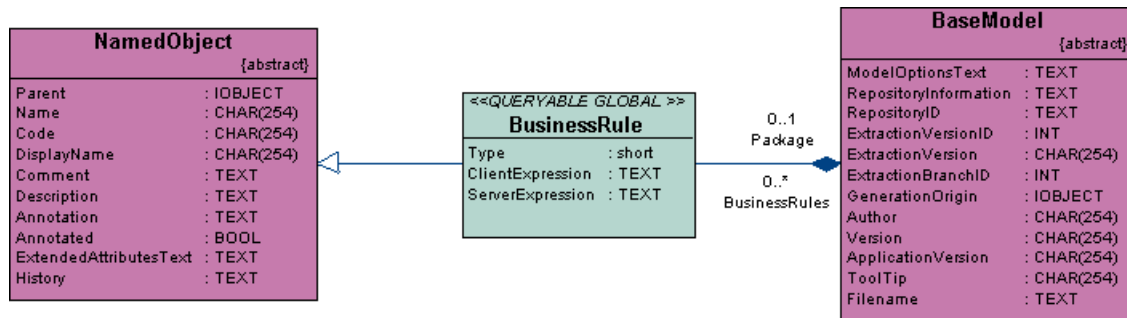 NamedObject
{abstract}
Parent : IOBJECT
Name : CHAR(254)
Code : CHAR(254)
DisplayName : CHAR(254)
Comment : TEXT
Description : TEXT
Annotation : TEXT
Annotated : BOOL
ExtendedAttributesText : TEXT
History : TEXT
<<QUERYABLE GLOBAL >>
BusinessRule
Type : short
ClientExpression : TEXT
ServerExpression : TEXT
0..1
Package
0..*
BusinessRules
BaseModel
{abstract}
ModelOptionsText : TEXT
RepositoryInformation : TEXT
RepositoryID : TEXT
ExtractionVersionID : INT
ExtractionVersion : CHAR(254)
ExtractionBranchID : INT
GenerationOrigin : IOBJECT
Author : CHAR(254)
Version : CHAR(254)
ApplicationVersion : CHAR(254)
ToolTip : CHAR(254)
Filename : TEXT